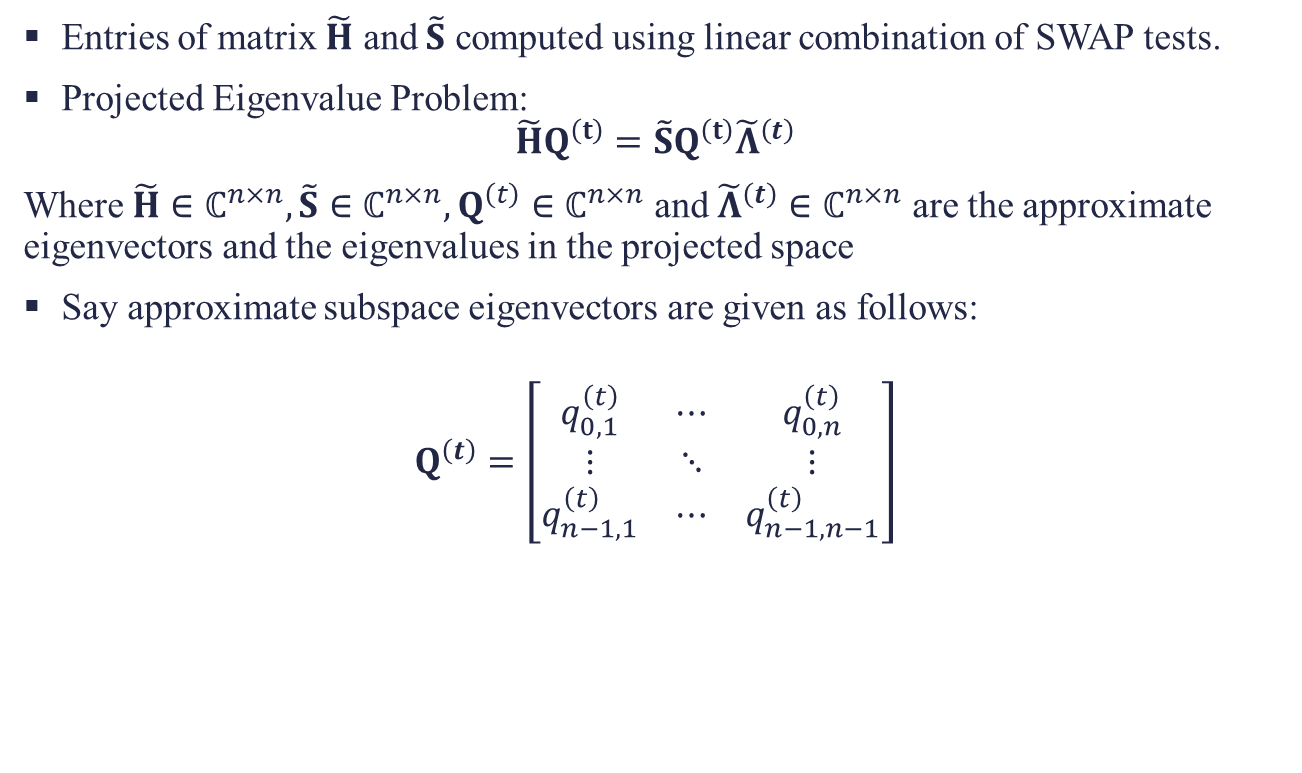 ▪ Entries of matrix H̃ and S̃ computed using linear combination of SWAP tests.
▪ Projected Eigenvalue Problem:
H̃Q^(t) = S̃Q^(t)Λ̃^(t)
Where H̃ ∈ ℂ^{n×n}, S̃ ∈ ℂ^{n×n}, Q^(t) ∈ ℂ^{n×n} and Λ̃^(t) ∈ ℂ^{n×n} are the approximate
eigenvectors and the eigenvalues in the projected space
▪ Say approximate subspace eigenvectors are given as follows:
q_{0,1}^{(t)} ⋯ q_{0,n}^{(t)}
Q^(t) = [ ⋮ ⋱ ⋮ ]
q_{n−1,1}^{(t)} ⋯ q_{n−1,n−1}^{(t)}